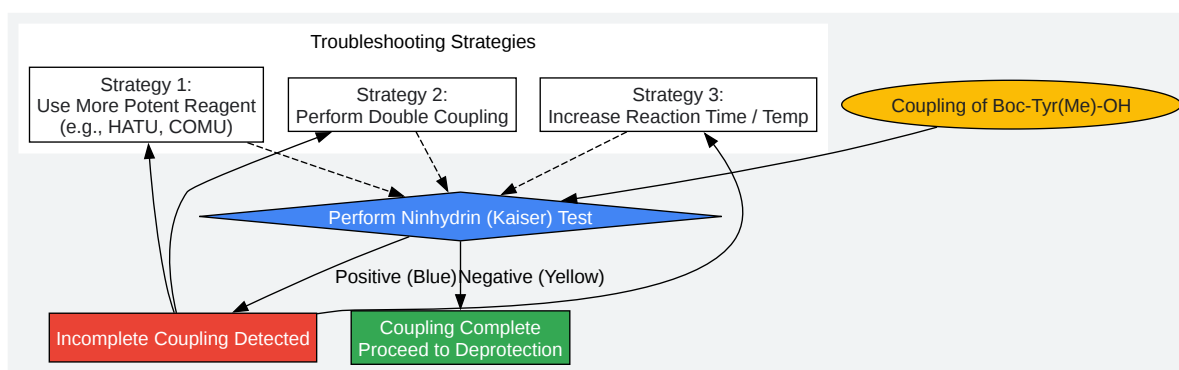 Troubleshooting Strategies
Strategy 1:
Use More Potent Reagent
(e.g., HATU, COMU)
Strategy 2:
Perform Double Coupling
Strategy 3:
Increase Reaction Time / Temp
Coupling of Boc-Tyr(Me)-OH
Perform Ninhydrin (Kaiser) Test
Positive (Blue)
Negative (Yellow)
Incomplete Coupling Detected
Coupling Complete
Proceed to Deprotection